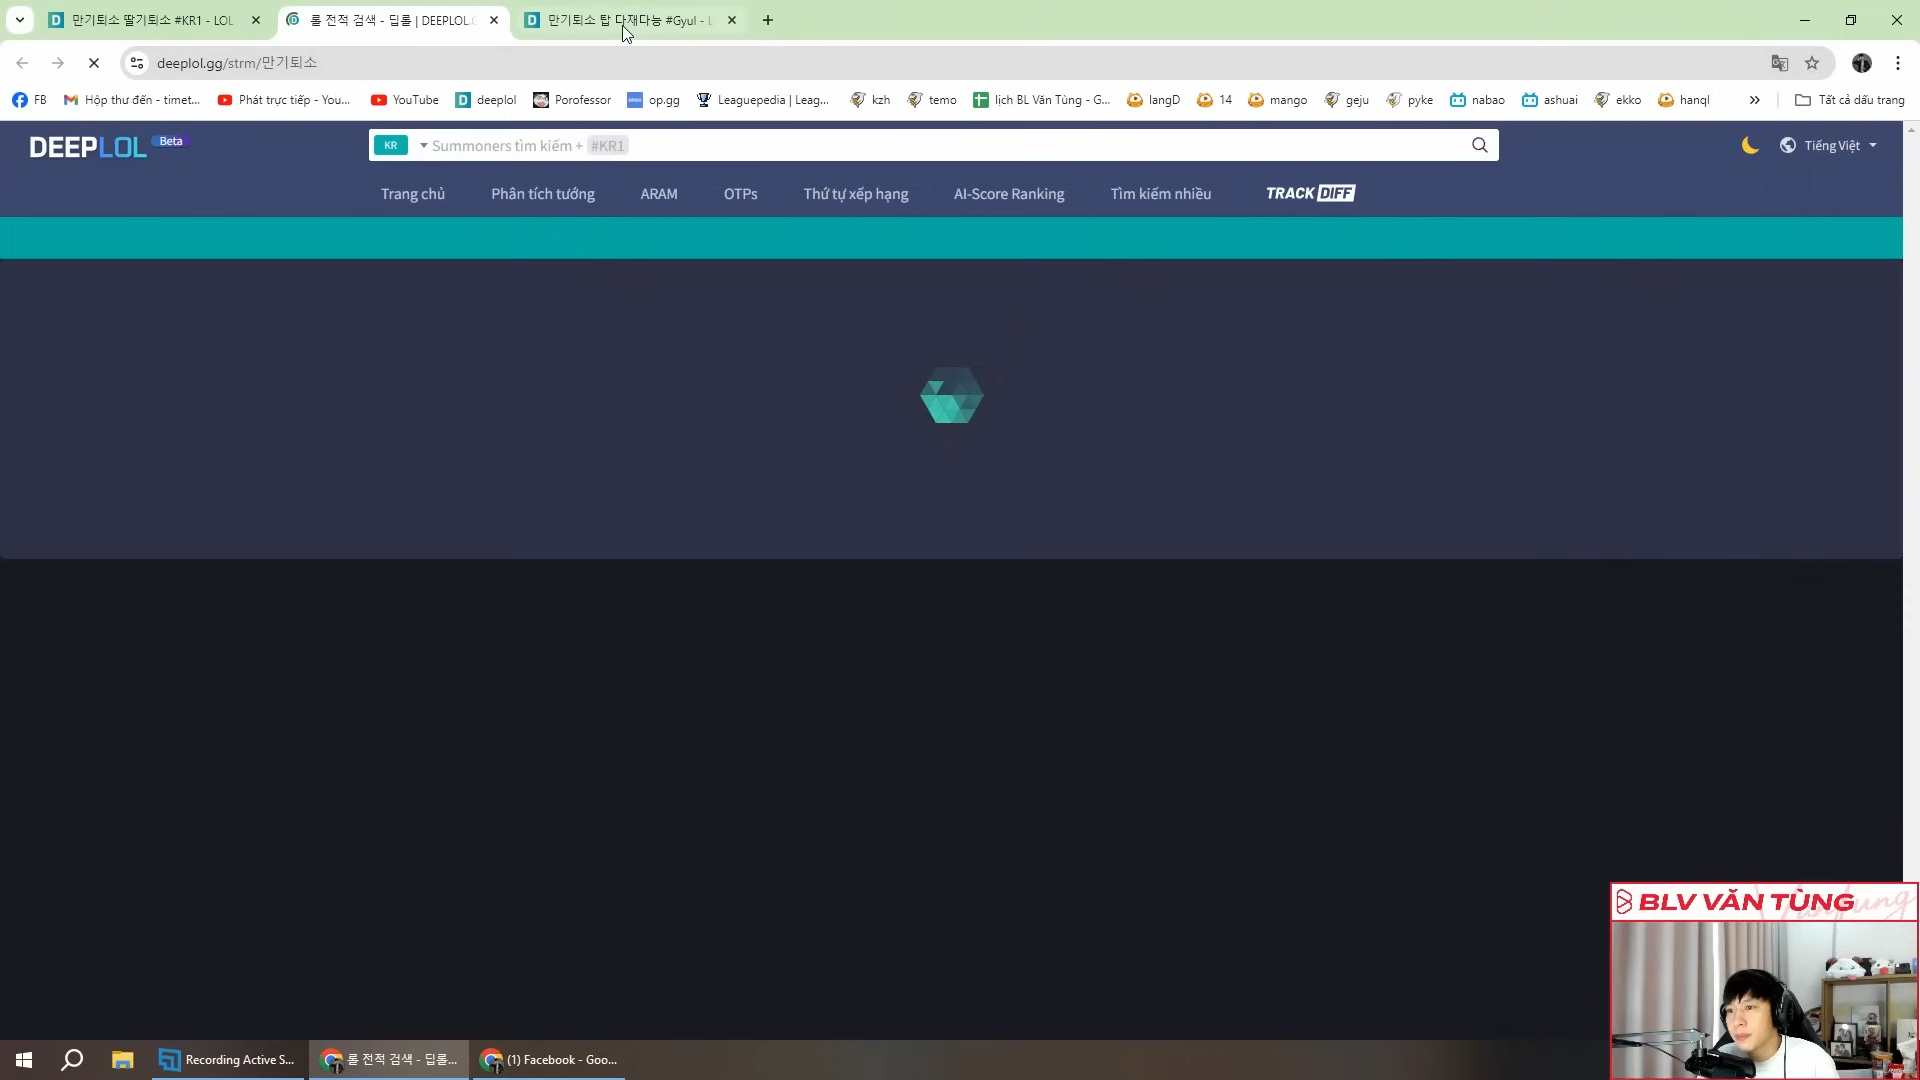 만기퇴소 딸기퇴소 #KR1 - LOL
롤 전적 검색 - 딥롤 | DEEPLOL.G
만기퇴소 탑 다재다능 #Gyul - L
deeplol.gg/strm/만기퇴소
FB
Hộp thư đến - timet...
Phát trực tiếp - You...
YouTube
deeplol
Porofessor
op.gg
Leaguepedia | Leag...
kzh
temo
lịch BL Văn Tùng - G...
langD
14
mango
geju
pyke
nabao
ashuai
ekko
hanql
»
Tất cả dấu trang
DEEPLOL Beta
KR
Summoners tìm kiếm + #KR1
Tiếng Việt
Trang chủ
Phân tích tướng
ARAM
OTPs
Thứ tự xếp hạng
AI-Score Ranking
Tìm kiếm nhiều
TRACK DIFF
BLV VĂN TÙNG
Recording Active S...
롤 전적 검색 - 딥롤...
(1) Facebook - Goo...